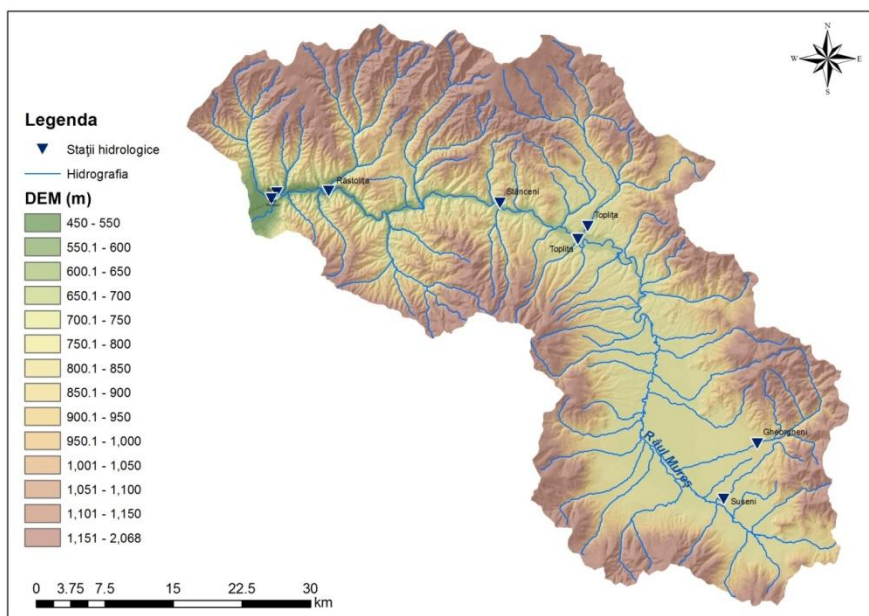 N
W
E
S
Legenda
Stații hidrologice
Hidrografia
DEM (m)
450 - 550
550.1 - 600
600.1 - 650
650.1 - 700
700.1 - 750
750.1 - 800
800.1 - 850
850.1 - 900
900.1 - 950
950.1 - 1,000
1,001 - 1,050
1,051 - 1,100
1,101 - 1,150
1,151 - 2,068
Răstolița
Stânceni
Toplița
Toplița
Gheorgheni
Râul Mureș
Suseni
0 3.75 7.5 15 22.5 30
km